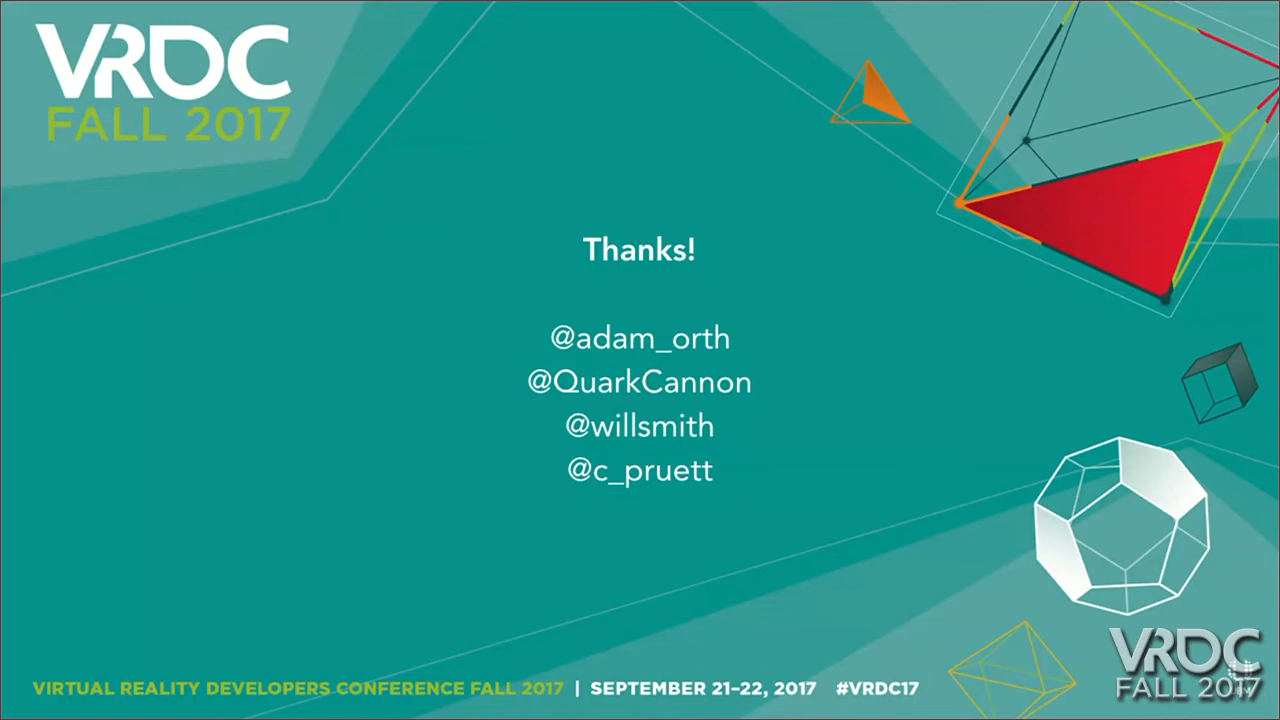 VRDC
FALL 2017
Thanks!
@adam_orth
@QuarkCannon
@willsmith
@c_pruett
VIRTUAL REALITY DEVELOPERS CONFERENCE FALL 2017 | SEPTEMBER 21–22, 2017 #VRDC17
VRDC
FALL 2017